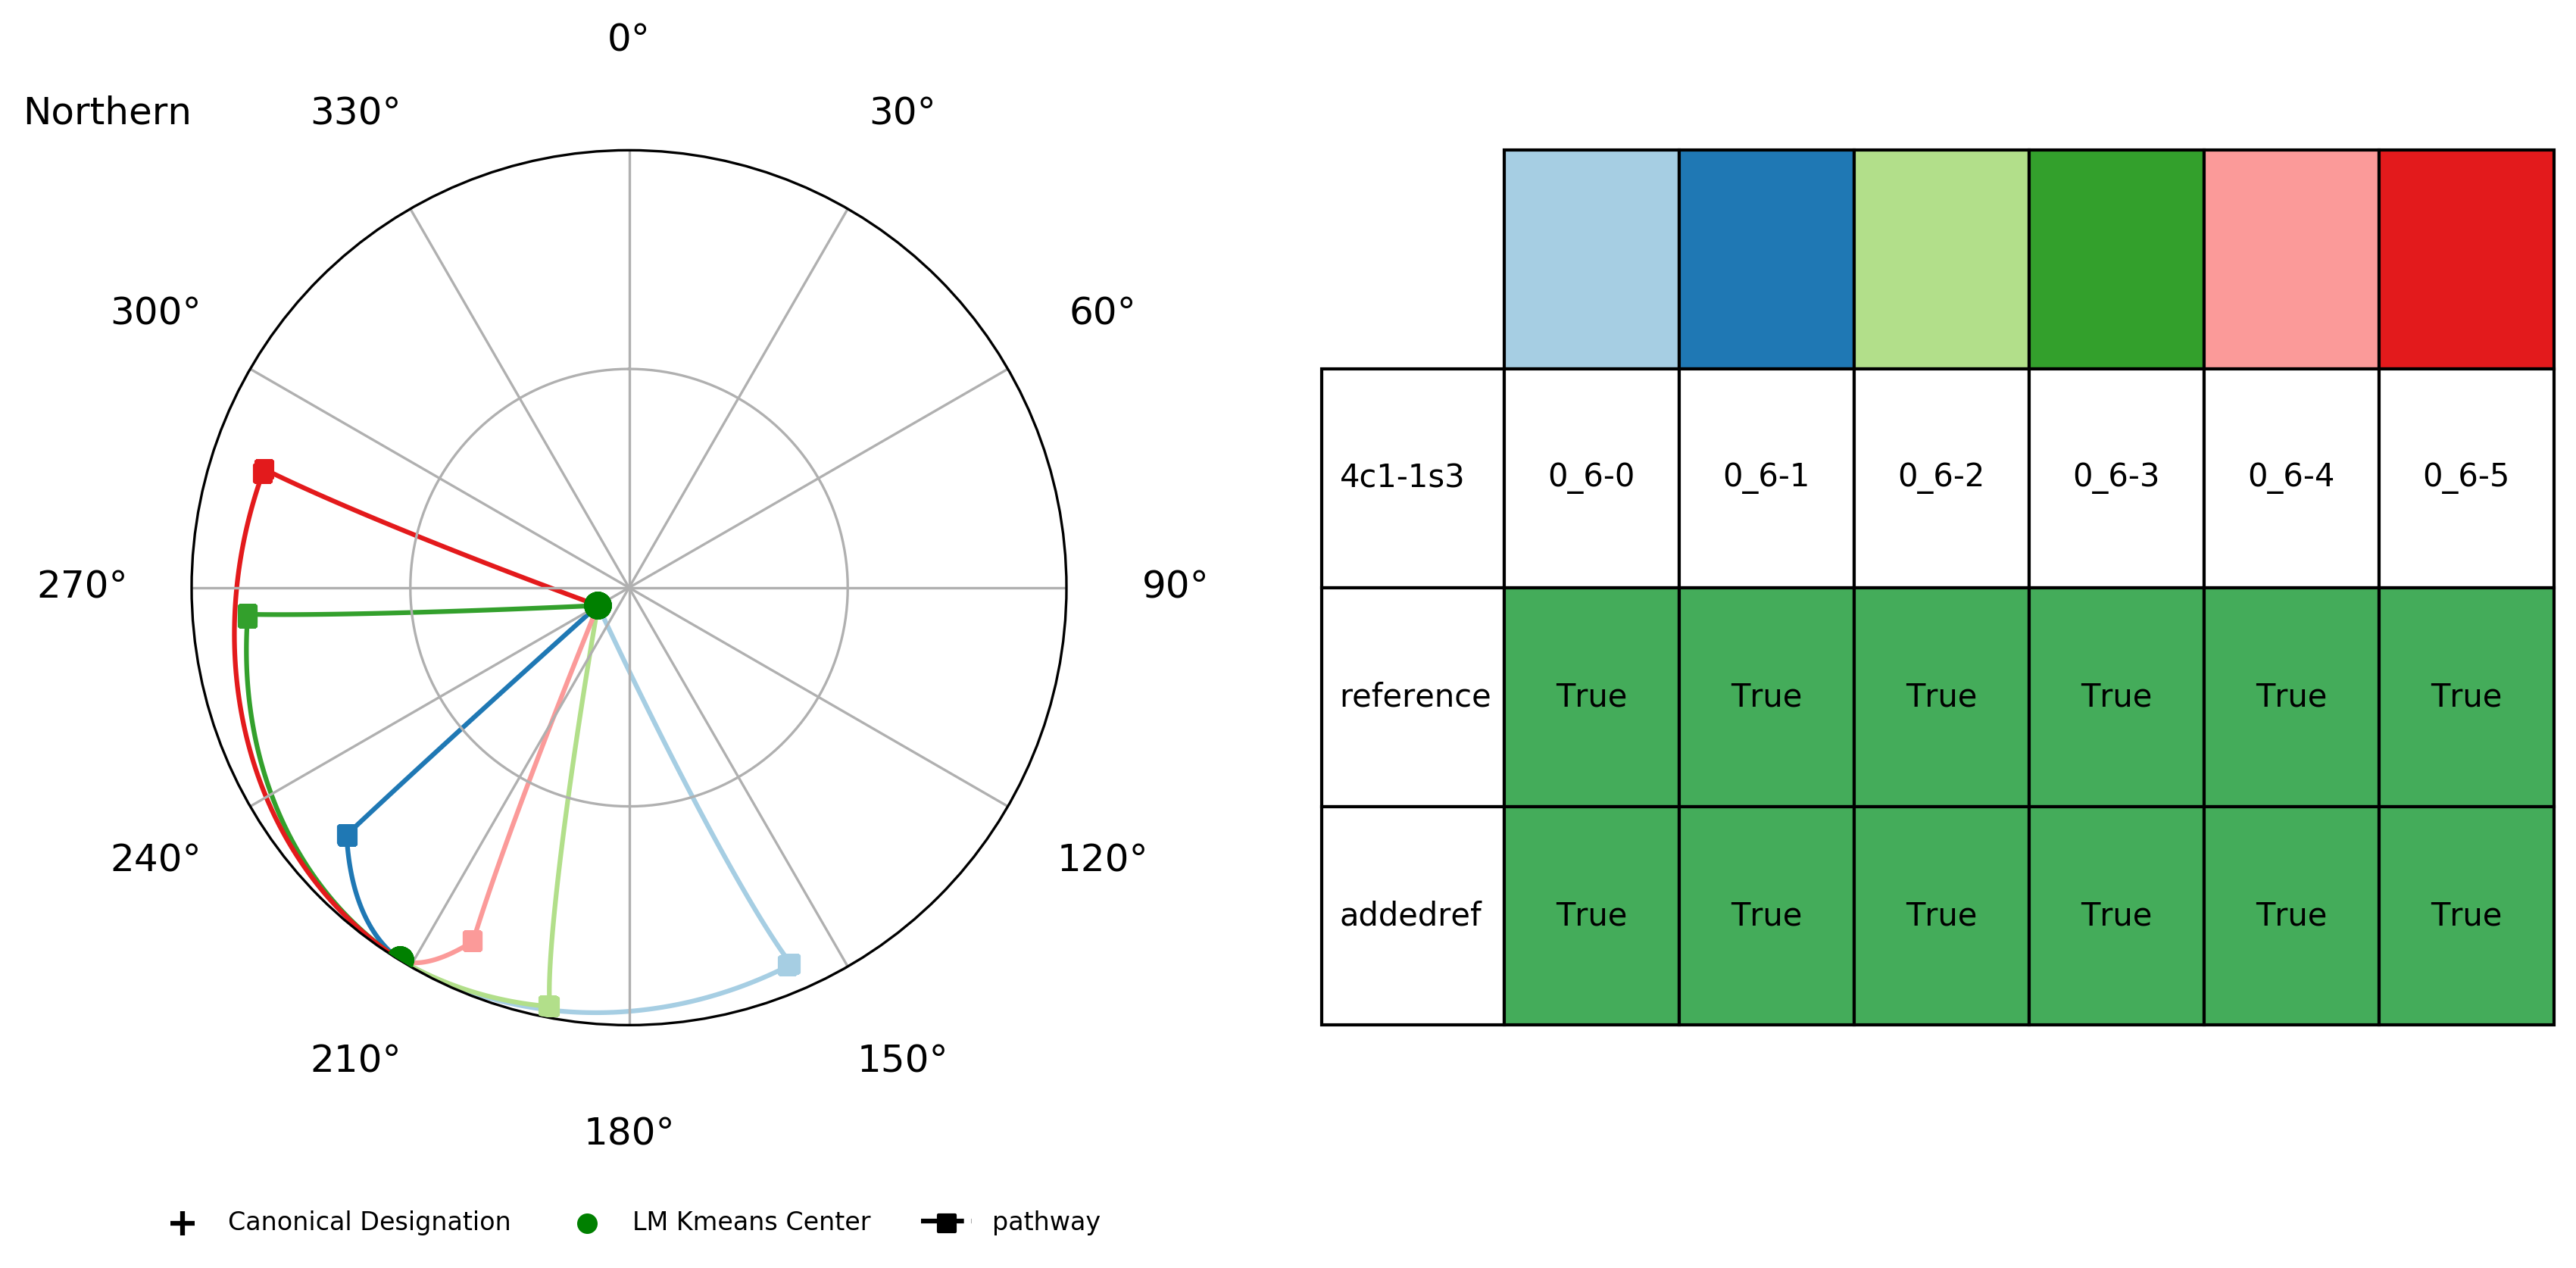 0°
Northern 330° 30°
300° 60°
270° 90°
240° 120°
210° 150°
180°
Canonical Designation LM Kmeans Center pathway
4c1-1s3 0_6-0 0_6-1 0_6-2 0_6-3 0_6-4 0_6-5
reference True True True True True True
addedref True True True True True True